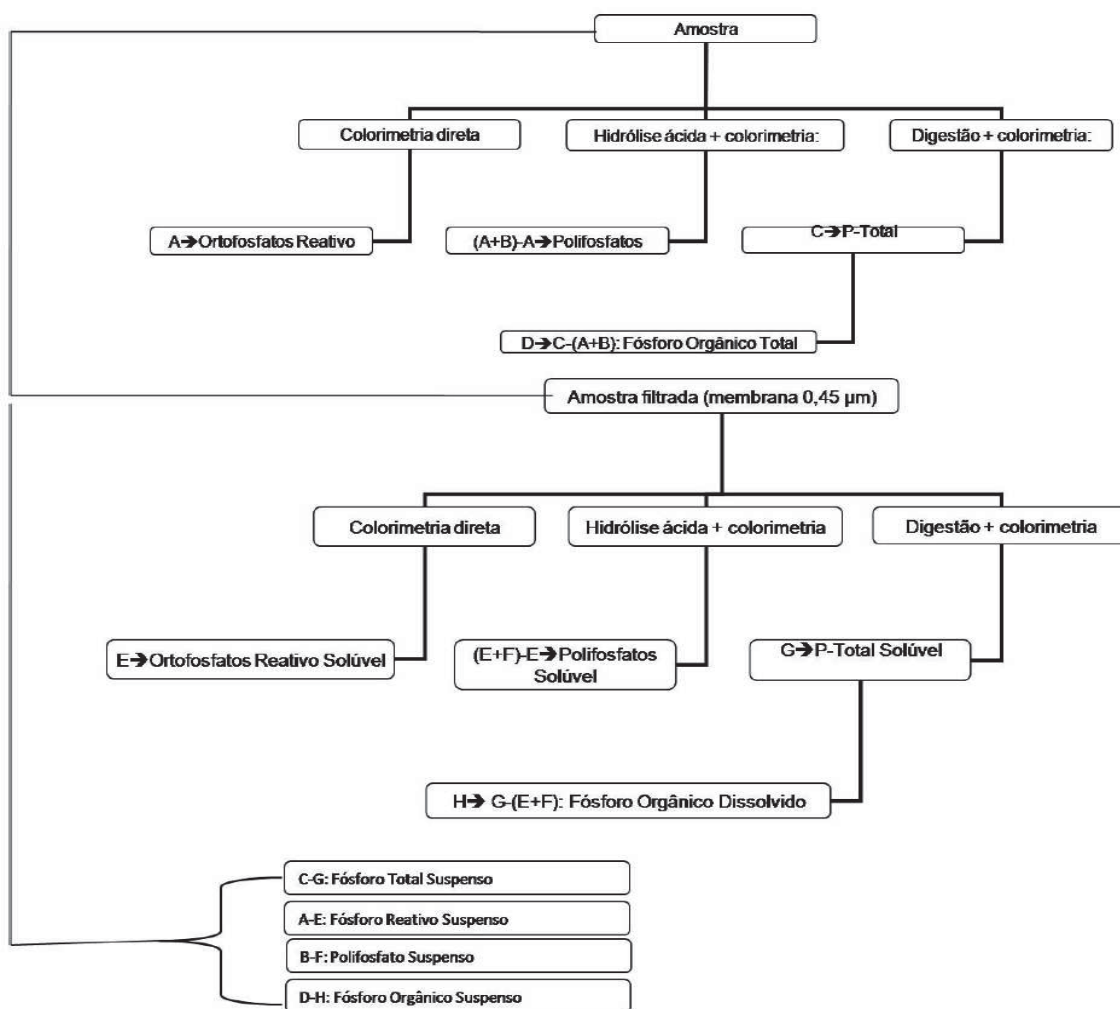 Amostra
Colorimetria direta
Hidrólise ácida + colorimetria:
Digestão + colorimetria:
A➔Ortofosfatos Reativo
(A+B)-A➔Polifosfatos
C➔P-Total
D➔C-(A+B): Fósforo Orgânico Total
Amostra filtrada (membrana 0,45 µm)
Colorimetria direta
Hidrólise ácida + colorimetria
Digestão + colorimetria
E➔Ortofosfatos Reativo Solúvel
(E+F)-E➔Polifosfatos
Solúvel
G➔P-Total Solúvel
H➔ G-(E+F): Fósforo Orgânico Dissolvido
C-G: Fósforo Total Suspenso
A-E: Fósforo Reativo Suspenso
B-F: Polifosfato Suspenso
D-H: Fósforo Orgânico Suspenso